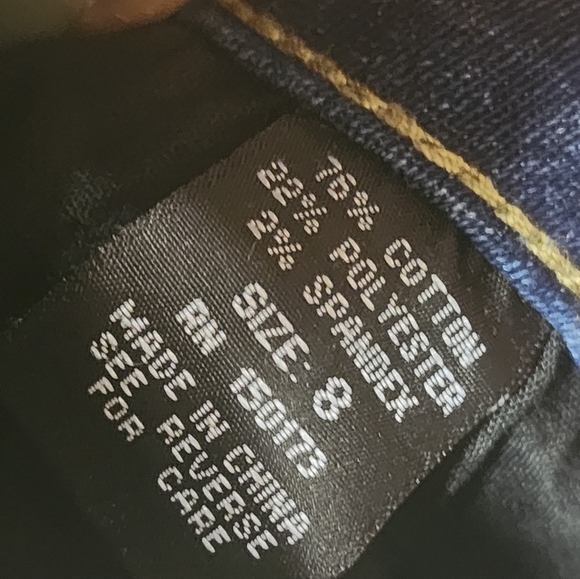 76% COTTON
22% POLYESTER
2% SPANDEX
SIZE: 8
RN 150173
MADE IN CHINA
SEE REVERSE
FOR CARE